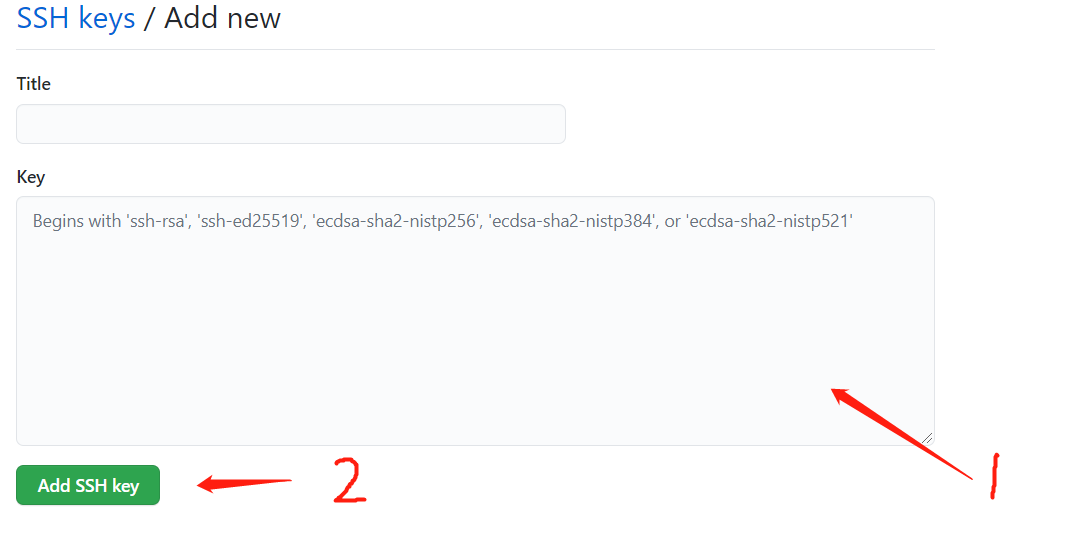 SSH keys / Add new
Title
Key
Begins with 'ssh-rsa', 'ssh-ed25519', 'ecdsa-sha2-nistp256', 'ecdsa-sha2-nistp384', or 'ecdsa-sha2-nistp521'
1
Add SSH key 2